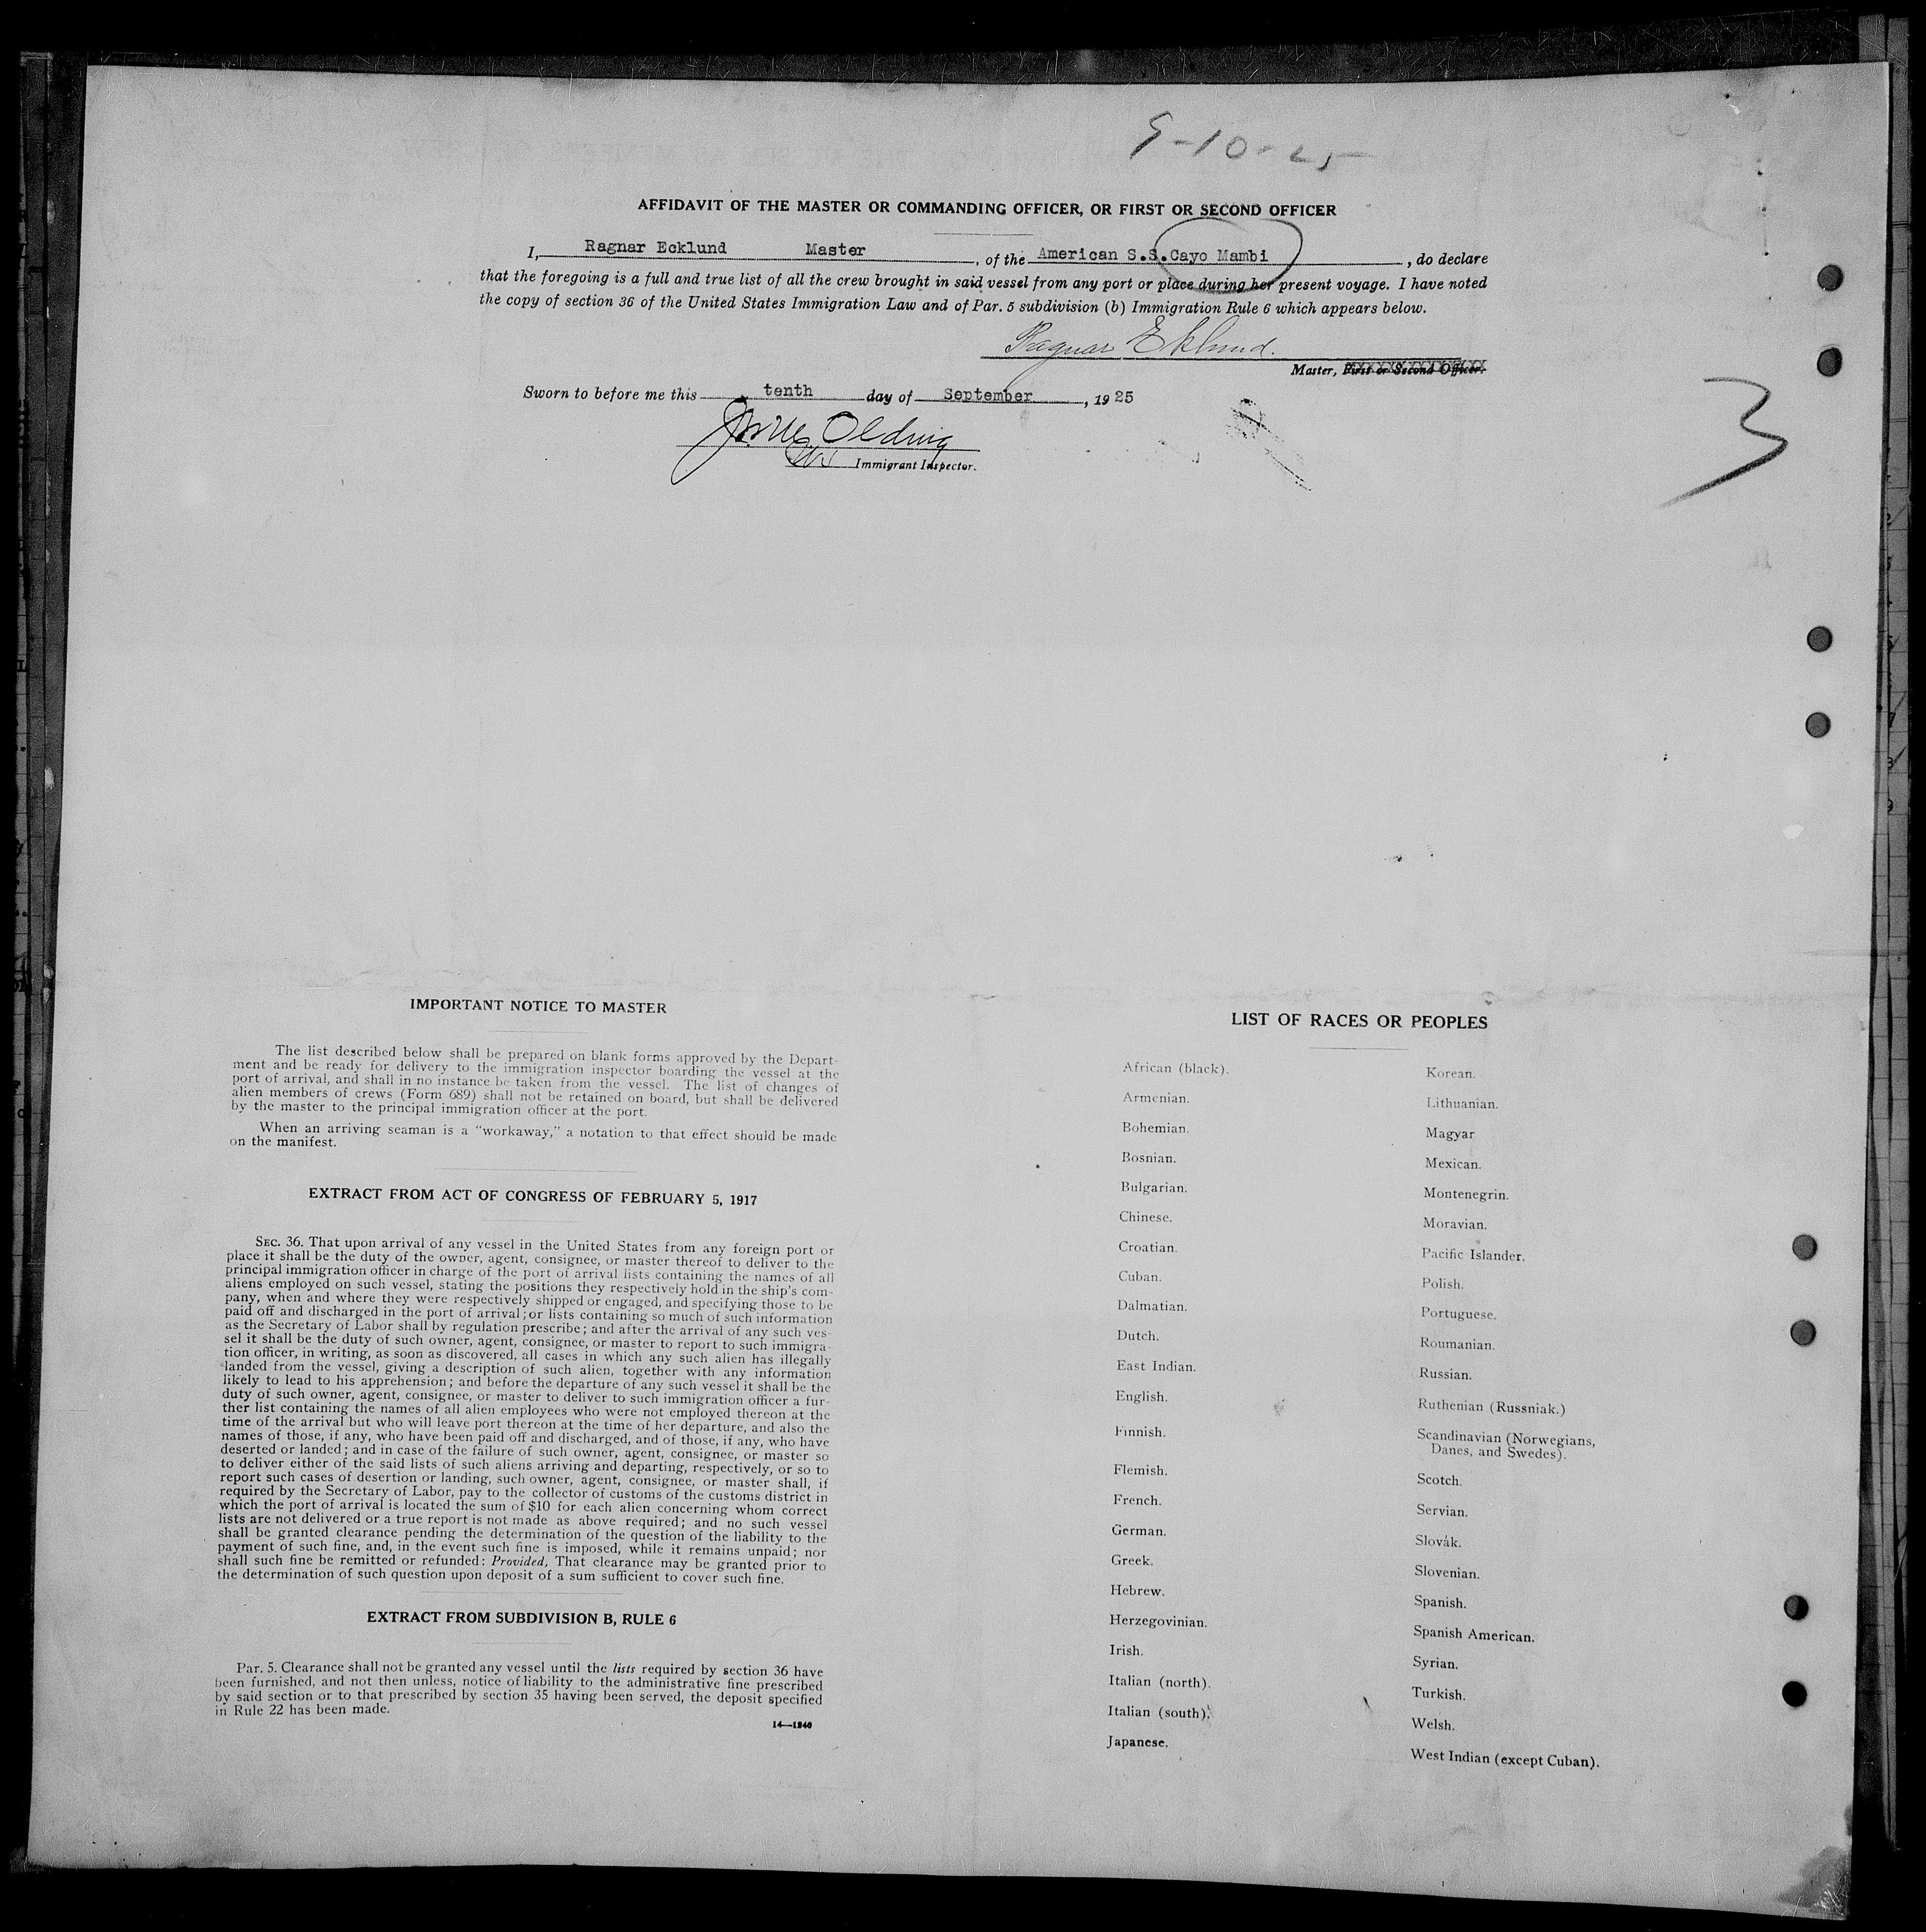 9-10-25
AFFIDAVIT OF THE MASTER OR COMMANDING OFFICER, OR FIRST OR SECOND OFFICER
I, Ragnar Ecklund Master, of the American S.S.Cayo Mambi, do declare
that the foregoing is a full and true list of all the crew brought in said vessel from any port or place during her present voyage. I have noted
the copy of section 36 of the United States Immigration Law and of Par. 5 subdivision (b) Immigration Rule 6 which appears below.
Ragnar Eklund.
Master, First or Second Officer.
Sworn to before me this tenth day of September, 1925
3
Olding
Immigrant Inspector.
IMPORTANT NOTICE TO MASTER
The list described below shall be prepared on blank forms approved by the Depart-
ment and be ready for delivery to the immigration inspector boarding the vessel at the
port of arrival, and shall in no instance be taken from the vessel. The list of changes of
alien members of crews (Form 689) shall not be retained on board, but shall be delivered
by the master to the principal immigration officer at the port.
When an arriving seaman is a "workaway," a notation to that effect should be made
on the manifest.
EXTRACT FROM ACT OF CONGRESS OF FEBRUARY 5, 1917
SEC. 36. That upon arrival of any vessel in the United States from any foreign port or
place it shall be the duty of the owner, agent, consignee, or master thereof to deliver to the
principal immigration officer in charge of the port of arrival lists containing the names of all
aliens employed on such vessel, stating the positions they respectively hold in the ship's com-
pany, when and where they were respectively shipped or engaged, and specifying those to be
paid off and discharged in the port of arrival; or lists containing so much of such information
as the Secretary of Labor shall by regulation prescribe; and after the arrival of any such ves-
sel it shall be the duty of such owner, agent, consignee, or master to report to such immigra-
tion officer, in writing, as soon as discovered, all cases in which any such alien has illegally
landed from the vessel, giving a description of such alien, together with any information
likely to lead to his apprehension; and before the departure of any such vessel it shall be the
duty of such owner, agent, consignee, or master to deliver to such immigration officer a fur-
ther list containing the names of all alien employees who were not employed thereon at the
time of the arrival but who will leave port thereon at the time of her departure, and also the
names of those, if any, who have been paid off and discharged, and of those, if any, who have
deserted or landed; and in case of the failure of such owner, agent, consignee, or master so
to deliver either of the said lists of such aliens arriving and departing, respectively, or so to
report such cases of desertion or landing, such owner, agent, consignee, or master shall, if
required by the Secretary of Labor, pay to the collector of customs of the customs district in
which the port of arrival is located the sum of $10 for each alien concerning whom correct
lists are not delivered or a true report is not made as above required; and no such vessel
shall be granted clearance pending the determination of the question of the liability to the
payment of such fine, and, in the event such fine is imposed, while it remains unpaid; nor
shall such fine be remitted or refunded: Provided, That clearance may be granted prior to
the determination of such question upon deposit of a sum sufficient to cover such fine.
EXTRACT FROM SUBDIVISION B, RULE 6
Par. 5. Clearance shall not be granted any vessel until the lists required by section 36 have
been furnished, and not then unless, notice of liability to the administrative fine prescribed
by said section or to that prescribed by section 35 having been served, the deposit specified
in Rule 22 has been made.
14—1240
LIST OF RACES OR PEOPLES
African (black).
Armenian.
Bohemian.
Bosnian.
Bulgarian.
Chinese.
Croatian.
Cuban.
Dalmatian.
Dutch.
East Indian.
English.
Finnish.
Flemish.
French.
German.
Greek.
Hebrew.
Herzegovinian.
Irish.
Italian (north).
Italian (south).
Japanese.
Korean.
Lithuanian.
Magyar
Mexican.
Montenegrin.
Moravian.
Pacific Islander.
Polish.
Portuguese.
Roumanian.
Russian.
Ruthenian (Russniak.)
Scandinavian (Norwegians,
Danes, and Swedes).
Scotch.
Servian.
Slovak.
Slovenian.
Spanish.
Spanish American.
Syrian.
Turkish.
Welsh.
West Indian (except Cuban).